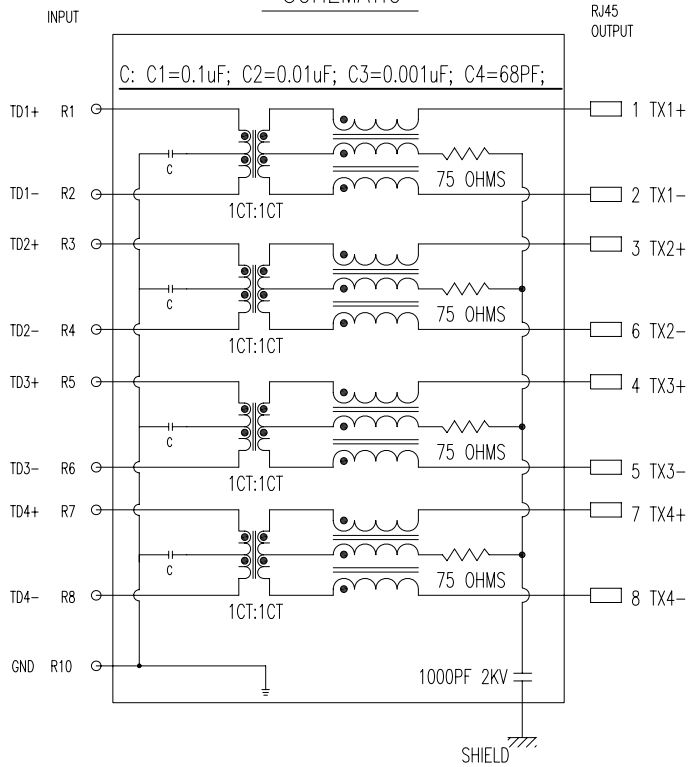 INPUT
RJ45
OUTPUT
C: C1=0.1uF; C2=0.01uF; C3=0.001uF; C4=68PF;
TD1+ R1
1 TX1+
C
75 OHMS
TD1- R2
2 TX1-
1CT:1CT
TD2+ R3
3 TX2+
C
75 OHMS
TD2- R4
6 TX2-
1CT:1CT
TD3+ R5
4 TX3+
C
75 OHMS
TD3- R6
5 TX3-
1CT:1CT
TD4+ R7
7 TX4+
C
75 OHMS
TD4- R8
8 TX4-
1CT:1CT
GND R10
1000PF 2KV
SHIELD